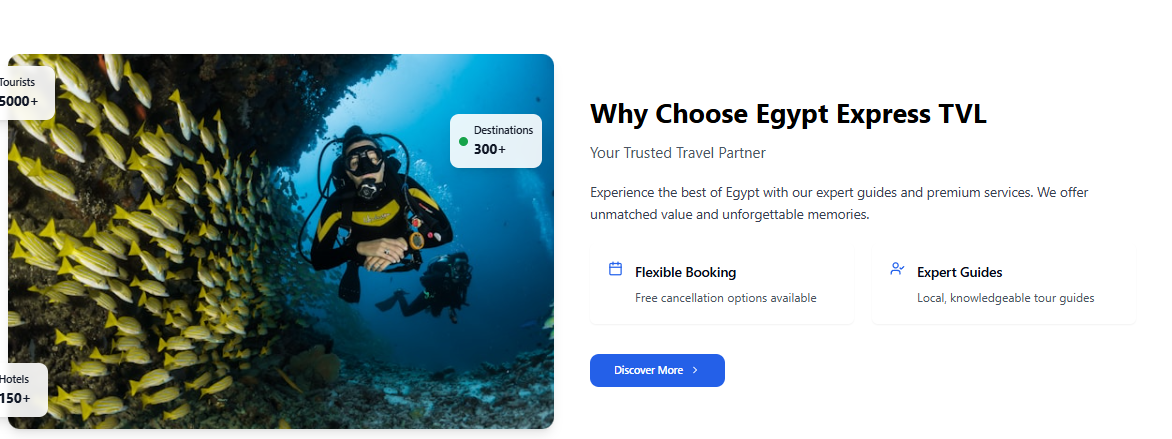 Tourists
5000+
Destinations
300+
Hotels
150+
Why Choose Egypt Express TVL
Your Trusted Travel Partner
Experience the best of Egypt with our expert guides and premium services. We offer
unmatched value and unforgettable memories.
Flexible Booking
Free cancellation options available
Expert Guides
Local, knowledgeable tour guides
Discover More